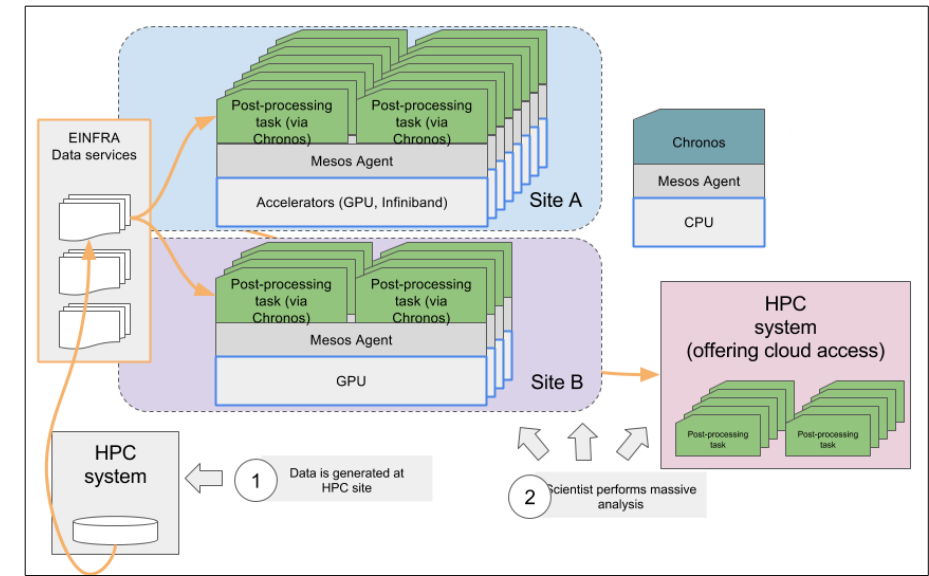 EINFRA
Data services
Post-processing
task (via
Chronos)
Post-processing
task (via
Chronos)
Mesos Agent
Accelerators (GPU, Infiniband)
Site A
Chronos
Mesos Agent
CPU
Post-processing
task (via
Chronos)
Post-processing
task (via
Chronos)
Mesos Agent
GPU
Site B
HPC
system
(offering cloud access)
Post-processing
task
Post-processing
task
HPC
system
1
Data is generated at
HPC site
2
Scientist performs massive
analysis